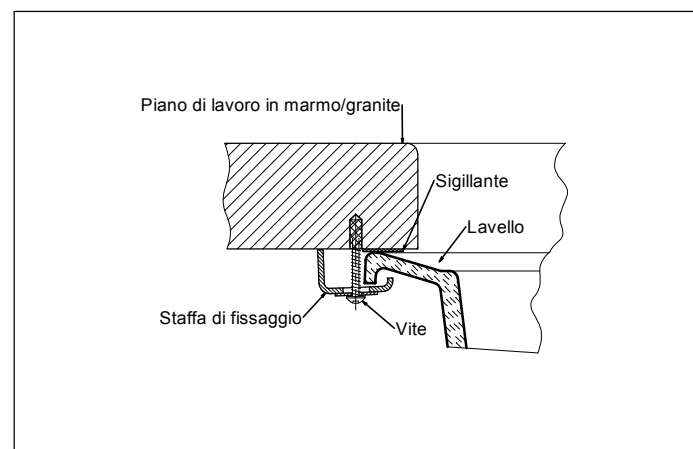 Piano di lavoro in marmo/granite
Sigillante
Lavello
Staffa di fissaggio
Vite